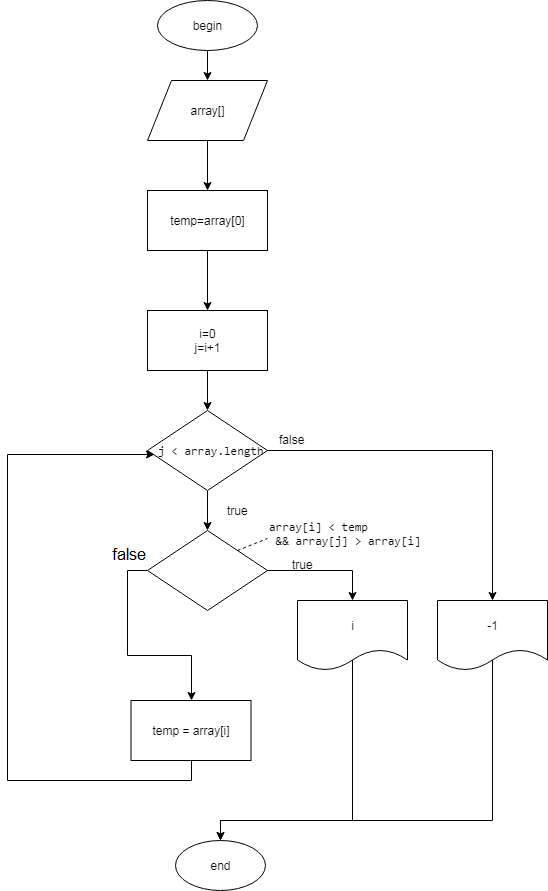 begin
array[]
temp=array[0]
i=0
j=i+1
j < array.length
false
true
array[i] < temp
&& array[j] > array[i]
false
true
i
-1
temp = array[i]
end